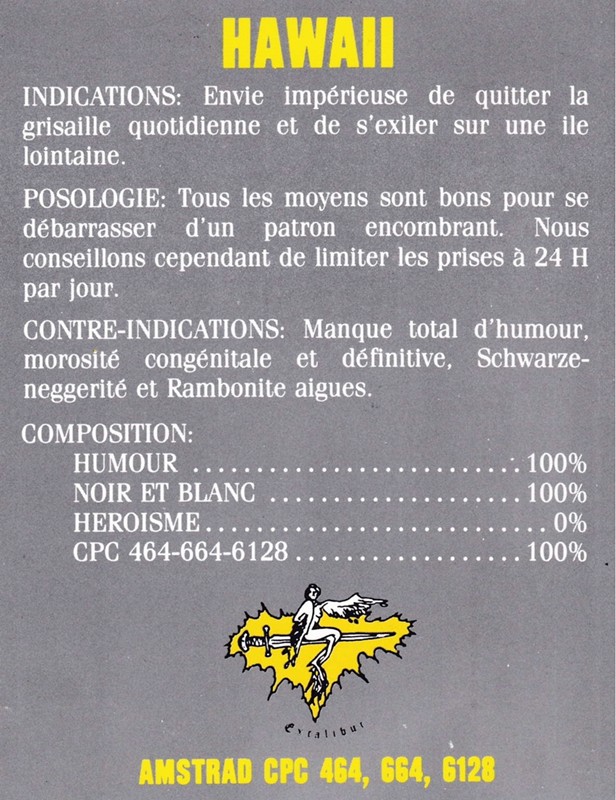 HAWAII
INDICATIONS: Envie impérieuse de quitter la
grisaille quotidienne et de s'exiler sur une ile
lointaine.
POSOLOGIE: Tous les moyens sont bons pour se
débarrasser d'un patron encombrant. Nous
conseillons cependant de limiter les prises à 24 H
par jour.
CONTRE-INDICATIONS: Manque total d'humour,
morosité congénitale et définitive, Schwarze-
neggerité et Rambonite aigues.
COMPOSITION:
HUMOUR ......................... 100%
NOIR ET BLANC ................... 100%
HEROISME ........................ 0%
CPC 464-664-6128 ................. 100%
Excalibur
AMSTRAD CPC 464, 664, 6128